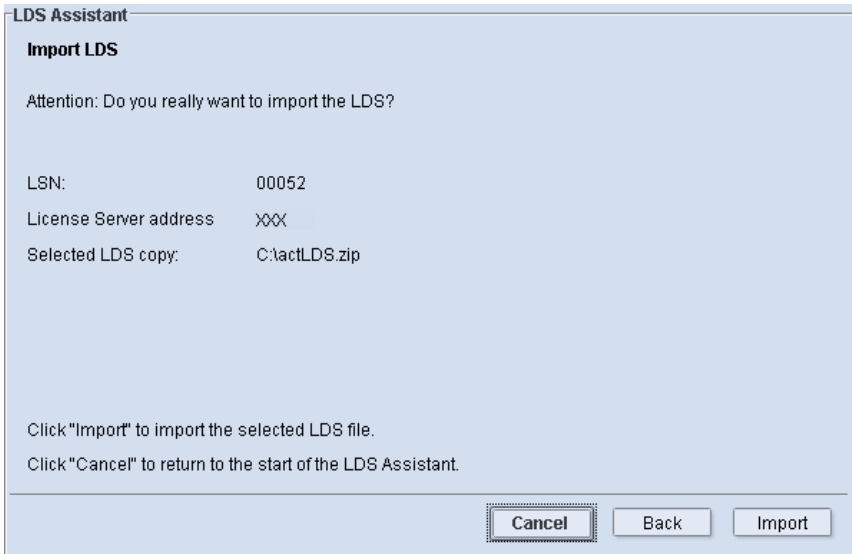 LDS Assistant
Import LDS
Attention: Do you really want to import the LDS?
LSN: 00052
License Server address XXX
Selected LDS copy: C:\actLDS.zip
Click "Import" to import the selected LDS file.
Click "Cancel" to return to the start of the LDS Assistant.
Cancel Back Import